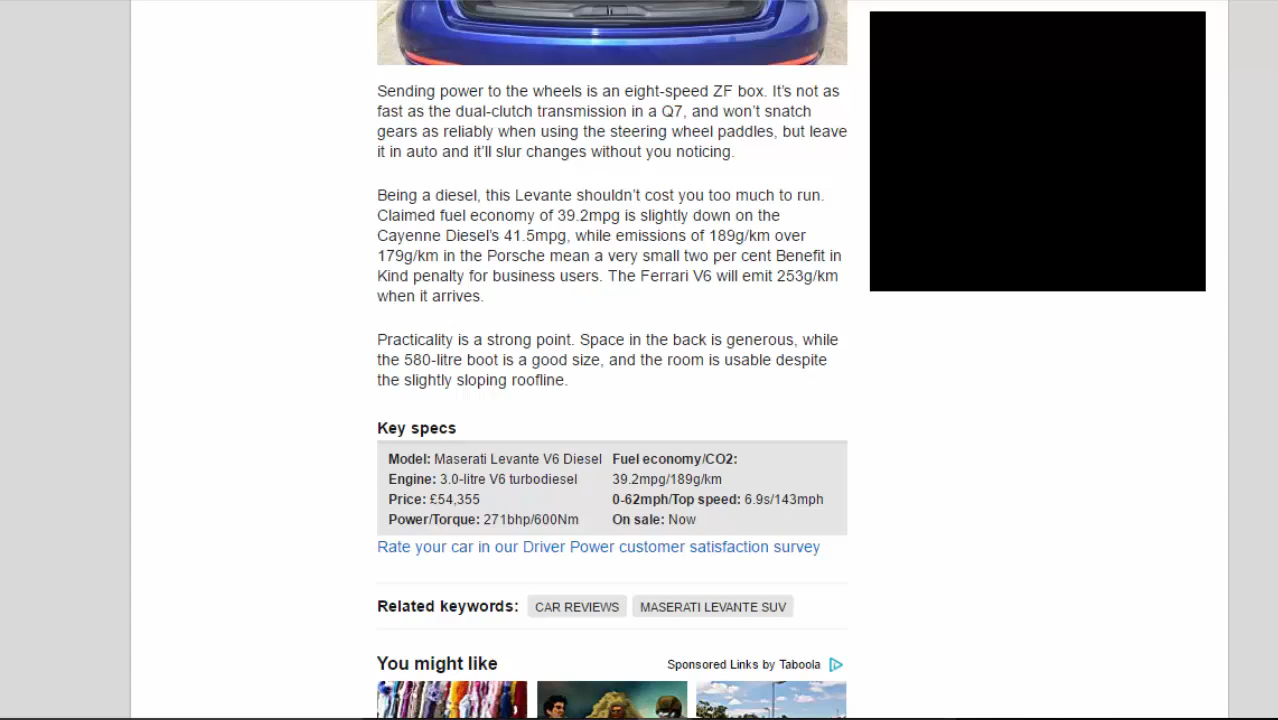 Sending power to the wheels is an eight-speed ZF box. It's not as
fast as the dual-clutch transmission in a Q7, and won't snatch
gears as reliably when using the steering wheel paddles, but leave
it in auto and it'll slur changes without you noticing.
Being a diesel, this Levante shouldn't cost you too much to run.
Claimed fuel economy of 39.2mpg is slightly down on the
Cayenne Diesel's 41.5mpg, while emissions of 189g/km over
179g/km in the Porsche mean a very small two per cent Benefit in
Kind penalty for business users. The Ferrari V6 will emit 253g/km
when it arrives.
Practicality is a strong point. Space in the back is generous, while
the 580-litre boot is a good size, and the room is usable despite
the slightly sloping roofline.
Key specs
Model: Maserati Levante V6 Diesel
Engine: 3.0-litre V6 turbodiesel
Price: £54,355
Power/Torque: 271bhp/600Nm
Fuel economy/CO2:
39.2mpg/189g/km
0-62mph/Top speed: 6.9s/143mph
On sale: Now
Rate your car in our Driver Power customer satisfaction survey
Related keywords: CAR REVIEWS MASERATI LEVANTE SUV
You might like Sponsored Links by Taboola